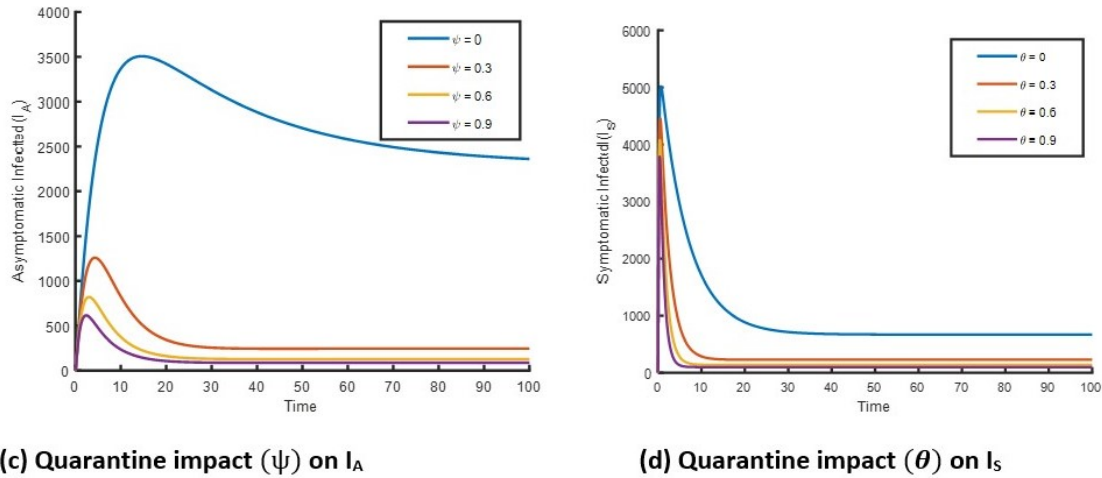 4000
3500
3000
2500
2000
1500
1000
500
0
Asymptomatic Infectted (I_A)
ψ = 0
ψ = 0.3
ψ = 0.6
ψ = 0.9
0 10 20 30 40 50 60 70 80 90 100
Time
(c) Quarantine impact (ψ) on I_A
6000
5000
4000
3000
2000
1000
0
Symptomatic Infectdl(I_S)
θ = 0
θ = 0.3
θ = 0.6
θ = 0.9
0 10 20 30 40 50 60 70 80 90 100
Time
(d) Quarantine impact (θ) on I_S